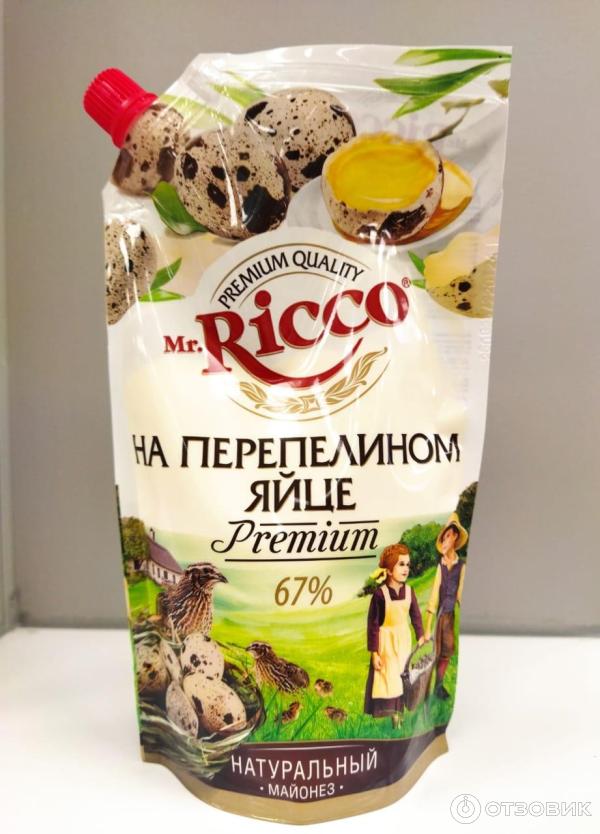 PREMIUM QUALITY
Mr. Ricco®
НА ПЕРЕПЕЛИНОМ
ЯЙЦЕ
Premium
67%
НАТУРАЛЬНЫЙ
• МАЙОНЕЗ •
ОТЗОВИК